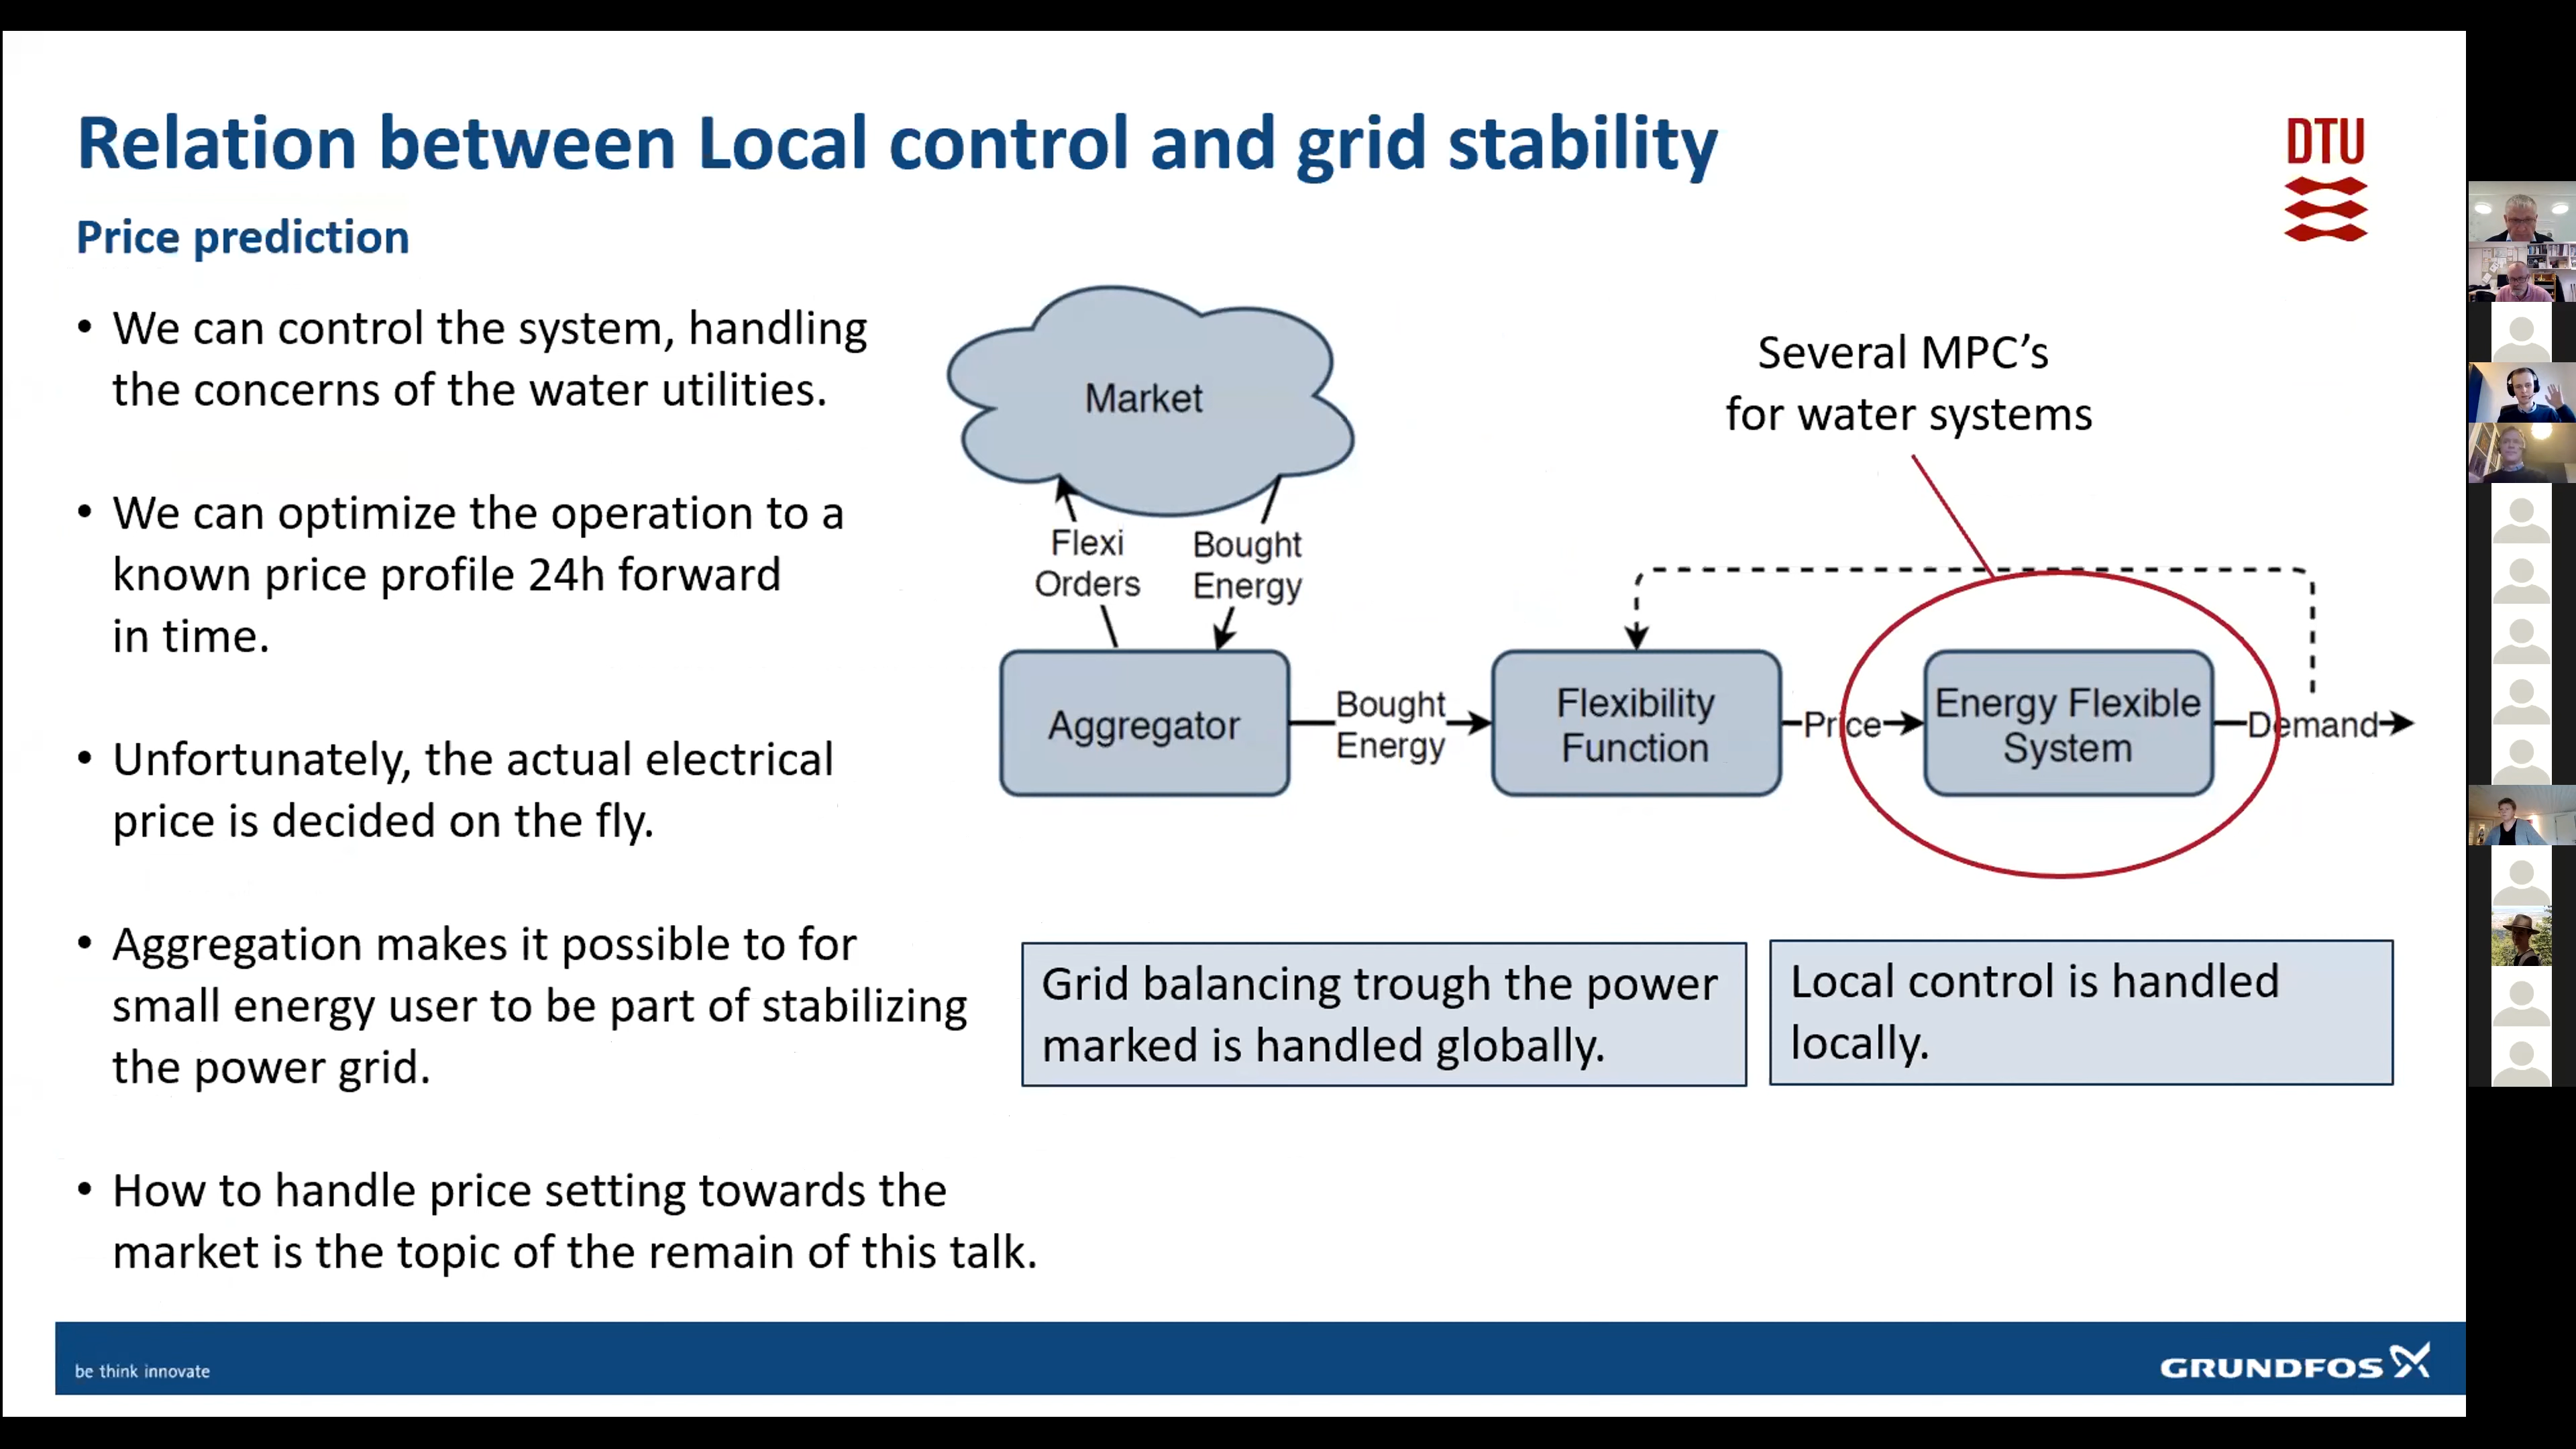 Relation between Local control and grid stability
DTU
Price prediction
• We can control the system, handling
the concerns of the water utilities.
• We can optimize the operation to a
known price profile 24h forward
in time.
• Unfortunately, the actual electrical
price is decided on the fly.
• Aggregation makes it possible to for
small energy user to be part of stabilizing
the power grid.
• How to handle price setting towards the
market is the topic of the remain of this talk.
Market
Flexi
Orders
Bought
Energy
Aggregator
Bought
Energy
Flexibility
Function
Price
Energy Flexible
System
Demand
Several MPC’s
for water systems
Grid balancing trough the power
marked is handled globally.
Local control is handled
locally.
be think innovate
GRUNDFOS